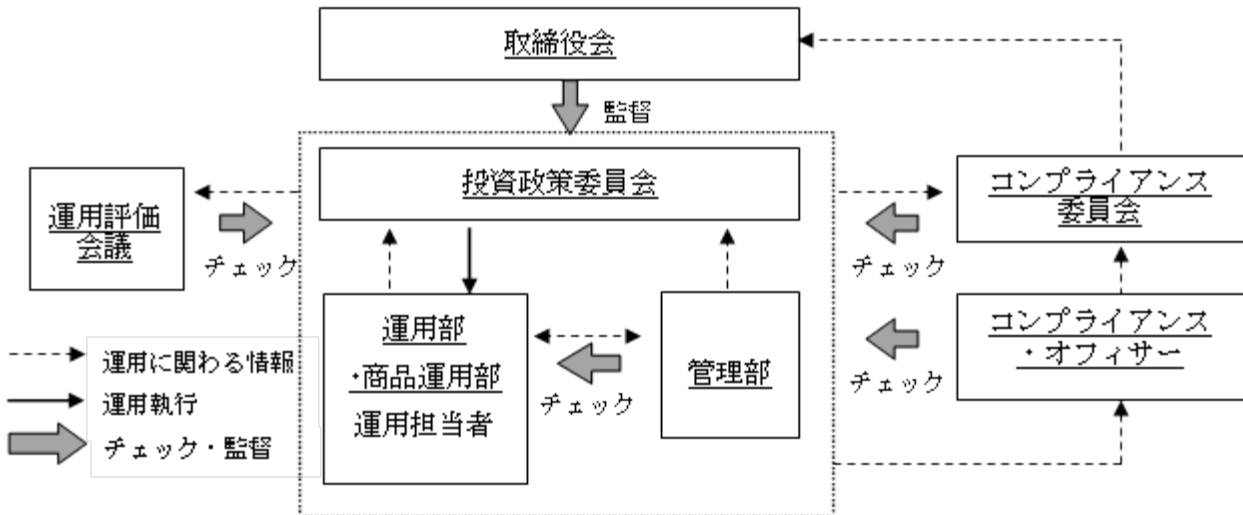 取締役会
監督
投資政策委員会
運用評価
会議
チェック
コンプライアンス
委員会
チェック
運用部
・商品運用部
運用担当者
チェック
管理部
コンプライアンス
・オフィサー
チェック
運用に関わる情報
運用執行
チェック・監督